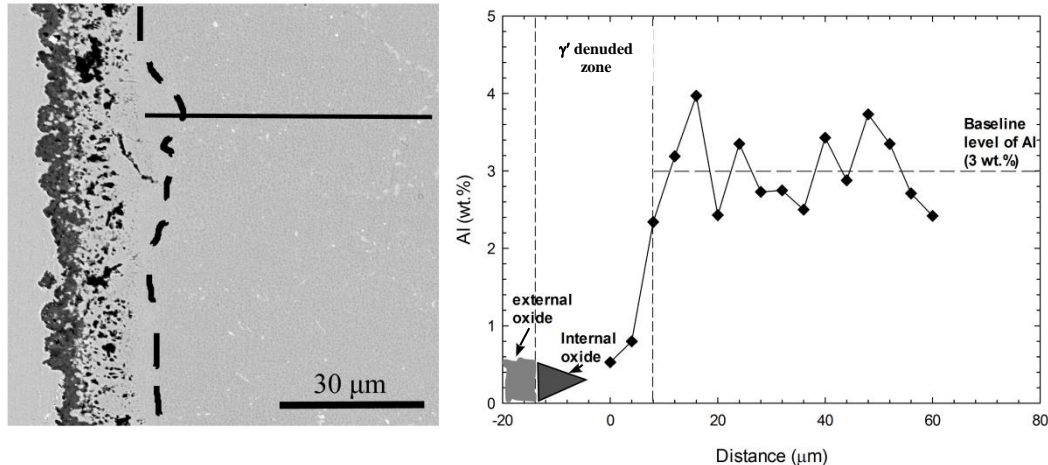 30 μm
5
4
3
2
1
0
Al (wt.%)
γ' denuded
zone
Baseline
level of Al
(3 wt.%)
external
oxide
Internal
oxide
-20
0
20
40
60
80
Distance (μm)